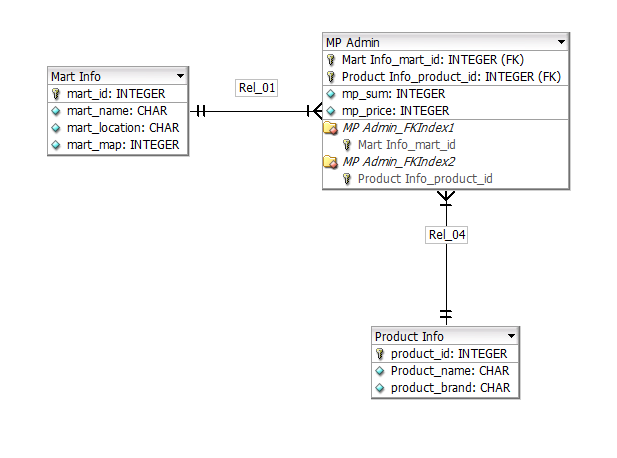 Mart Info
mart_id: INTEGER
mart_name: CHAR
mart_location: CHAR
mart_map: INTEGER
Rel_01
MP Admin
Mart Info_mart_id: INTEGER (FK)
Product Info_product_id: INTEGER (FK)
mp_sum: INTEGER
mp_price: INTEGER
MP Admin_FKIndex1
Mart Info_mart_id
MP Admin_FKIndex2
Product Info_product_id
Rel_04
Product Info
product_id: INTEGER
Product_name: CHAR
product_brand: CHAR